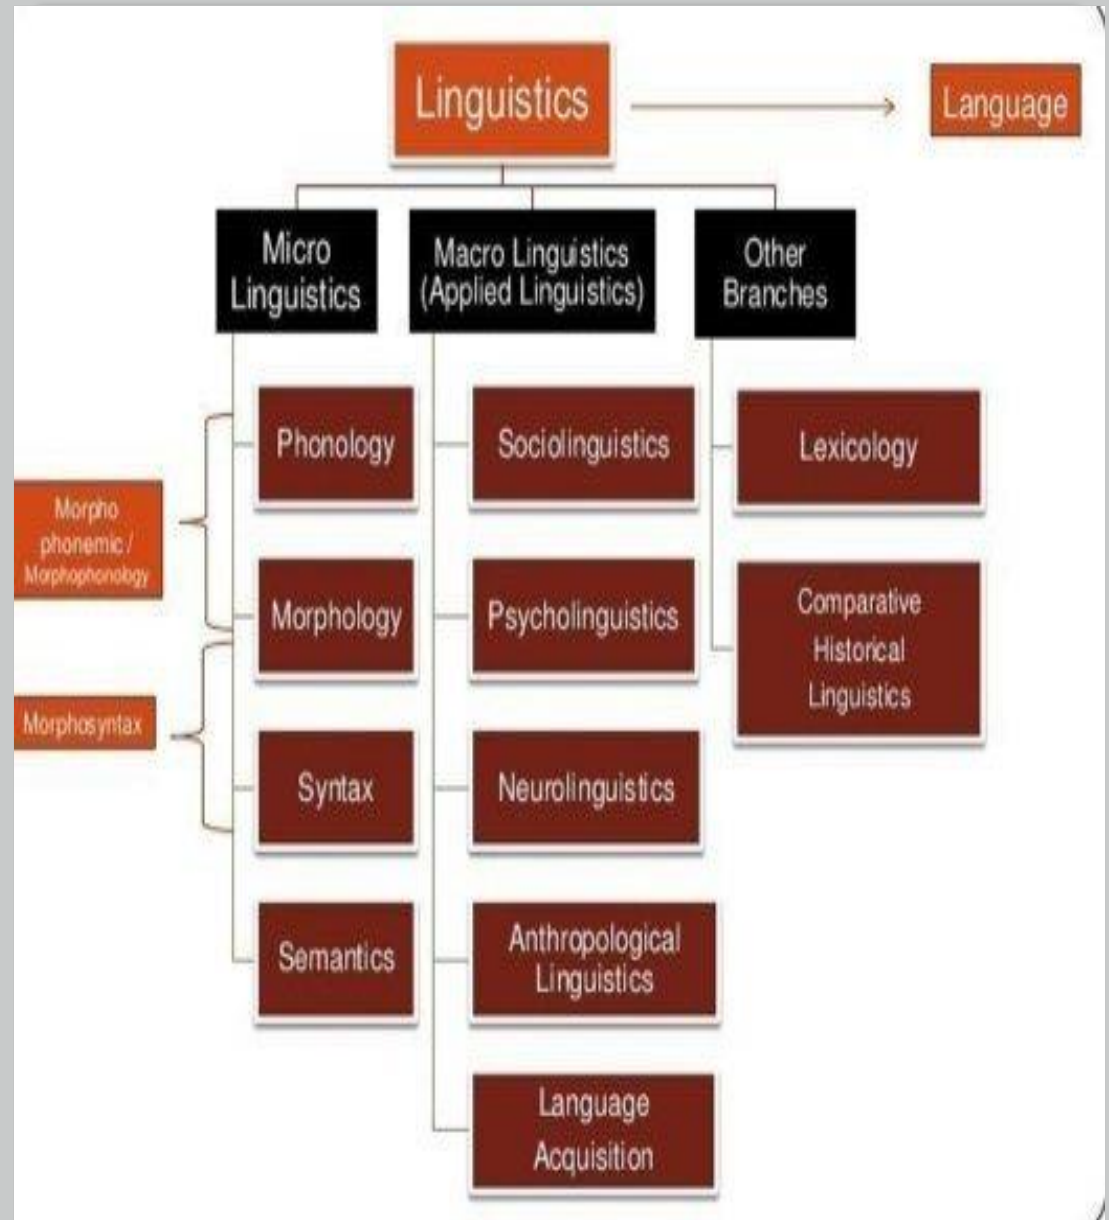 Linguistics
Language
Micro
Linguistics
Macro Linguistics
(Applied Linguistics)
Other
Branches
Phonology
Sociolinguistics
Lexicology
Morpho
phonemic /
Morphophonology
Morphology
Psycholinguistics
Comparative
Historical
Linguistics
Morphosyntax
Syntax
Neurolinguistics
Semantics
Anthropological
Linguistics
Language
Acquisition